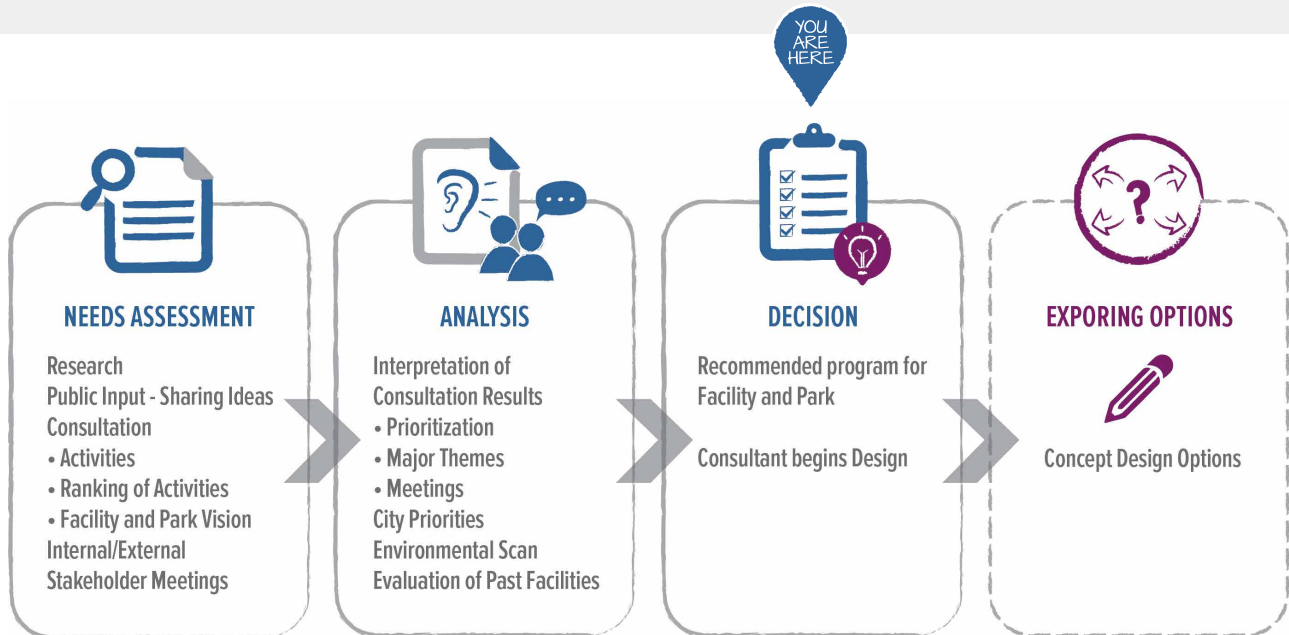 YOU
ARE
HERE
NEEDS ASSESSMENT
Research
Public Input - Sharing Ideas
Consultation
• Activities
• Ranking of Activities
• Facility and Park Vision
Internal/External
Stakeholder Meetings
ANALYSIS
Interpretation of
Consultation Results
• Prioritization
• Major Themes
• Meetings
City Priorities
Environmental Scan
Evaluation of Past Facilities
DECISION
Recommended program for
Facility and Park
Consultant begins Design
EXPORING OPTIONS
?
Concept Design Options